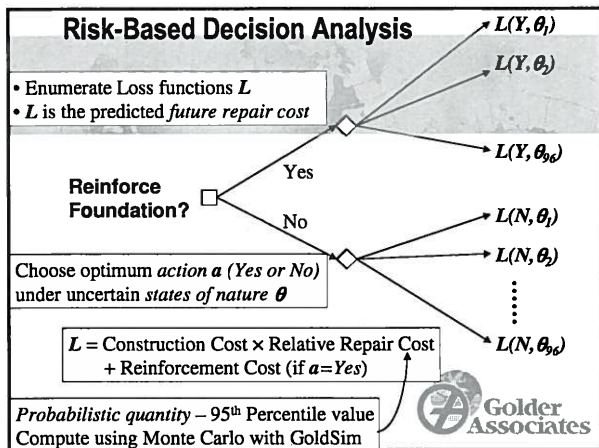 Risk-Based Decision Analysis
• Enumerate Loss functions L
• L is the predicted future repair cost
L(Y, θ1)
L(Y, θ2)
L(Y, θ96)
Yes
Reinforce
Foundation?
No
L(N, θ1)
L(N, θ2)
L(N, θ96)
Choose optimum action a (Yes or No)
under uncertain states of nature θ
L = Construction Cost × Relative Repair Cost
+ Reinforcement Cost (if a=Yes)
Probabilistic quantity – 95th Percentile value
Compute using Monte Carlo with GoldSim
Golder
Associates